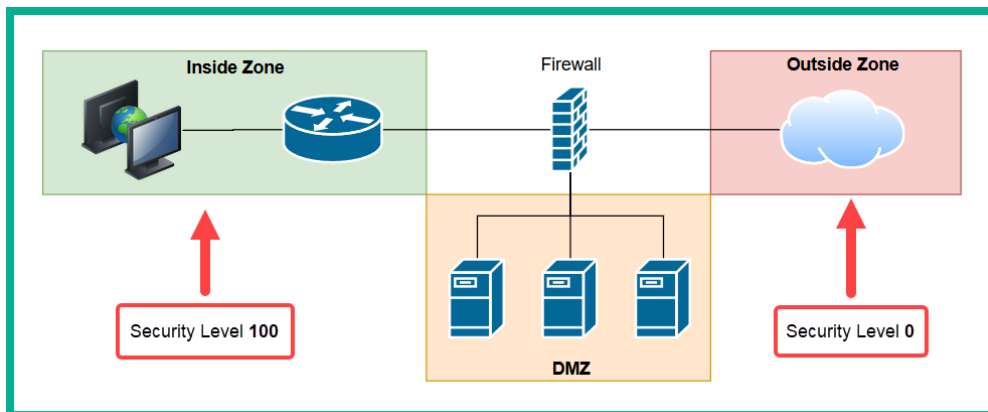 Inside Zone
Firewall
Outside Zone
Security Level 100
Security Level 0
DMZ